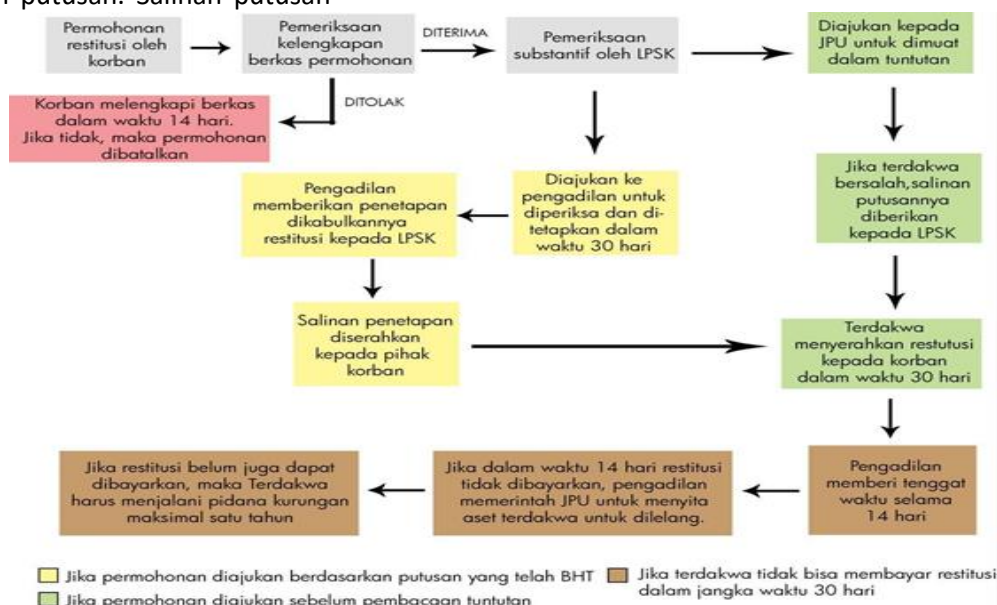 putusan. Salinan putusan
Permohonan
restitusi oleh
korban
Pemeriksaan
kelengkapan
berkas permohonan
DITERIMA
Pemeriksaan
substantif oleh LPSK
Diajukan kepada
JPU untuk dimuat
dalam tuntutan
DITOLAK
Korban melengkapi berkas
dalam waktu 14 hari.
Jika tidak, maka permohonan
dibatalkan
Pengadilan
memberikan penetapan
dikabulkannya
restitusi kepada LPSK
Diajukan ke
pengadilan untuk
diperiksa dan di-
tetapkan dalam
waktu 30 hari
Jika terdakwa
bersalah,salinan
putusannya
diberikan
kepada LPSK
Salinan penetapan
diserahkan
kepada pihak
korban
Terdakwa
menyerahkan restutusi
kepada korban
dalam waktu 30 hari
Jika restitusi belum juga dapat
dibayarkan, maka Terdakwa
harus menjalani pidana kurungan
maksimal satu tahun
Jika dalam waktu 14 hari restitusi
tidak dibayarkan, pengadilan
memerintah JPU untuk menyita
aset terdakwa untuk dilelang.
Pengadilan
memberi tenggat
waktu selama
14 hari
Jika permohonan diajukan berdasarkan putusan yang telah BHT
Jika permohonan diajukan sebelum pembacaan tuntutan
Jika terdakwa tidak bisa membayar restitusi
dalam jangka waktu 30 hari